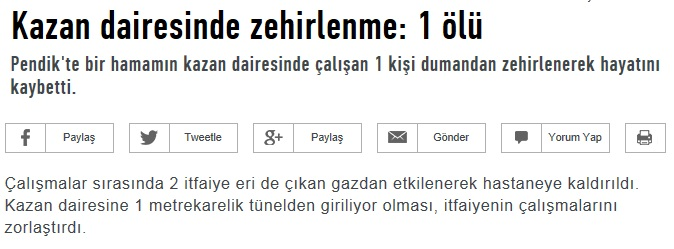 Kazan dairesinde zehirlenme: 1 ölü
Pendik'te bir hamamın kazan dairesinde çalışan 1 kişi dumandan zehirlenerek hayatını
kaybetti.
Paylaş Tweetle Paylaş Gönder Yorum Yap
Çalışmalar sırasında 2 itfaiye eri de çıkan gazdan etkilenerek hastaneye kaldırıldı.
Kazan dairesine 1 metrekarelik tünelden giriliyor olması, itfaiyenin çalışmalarını
zorlaştırdı.